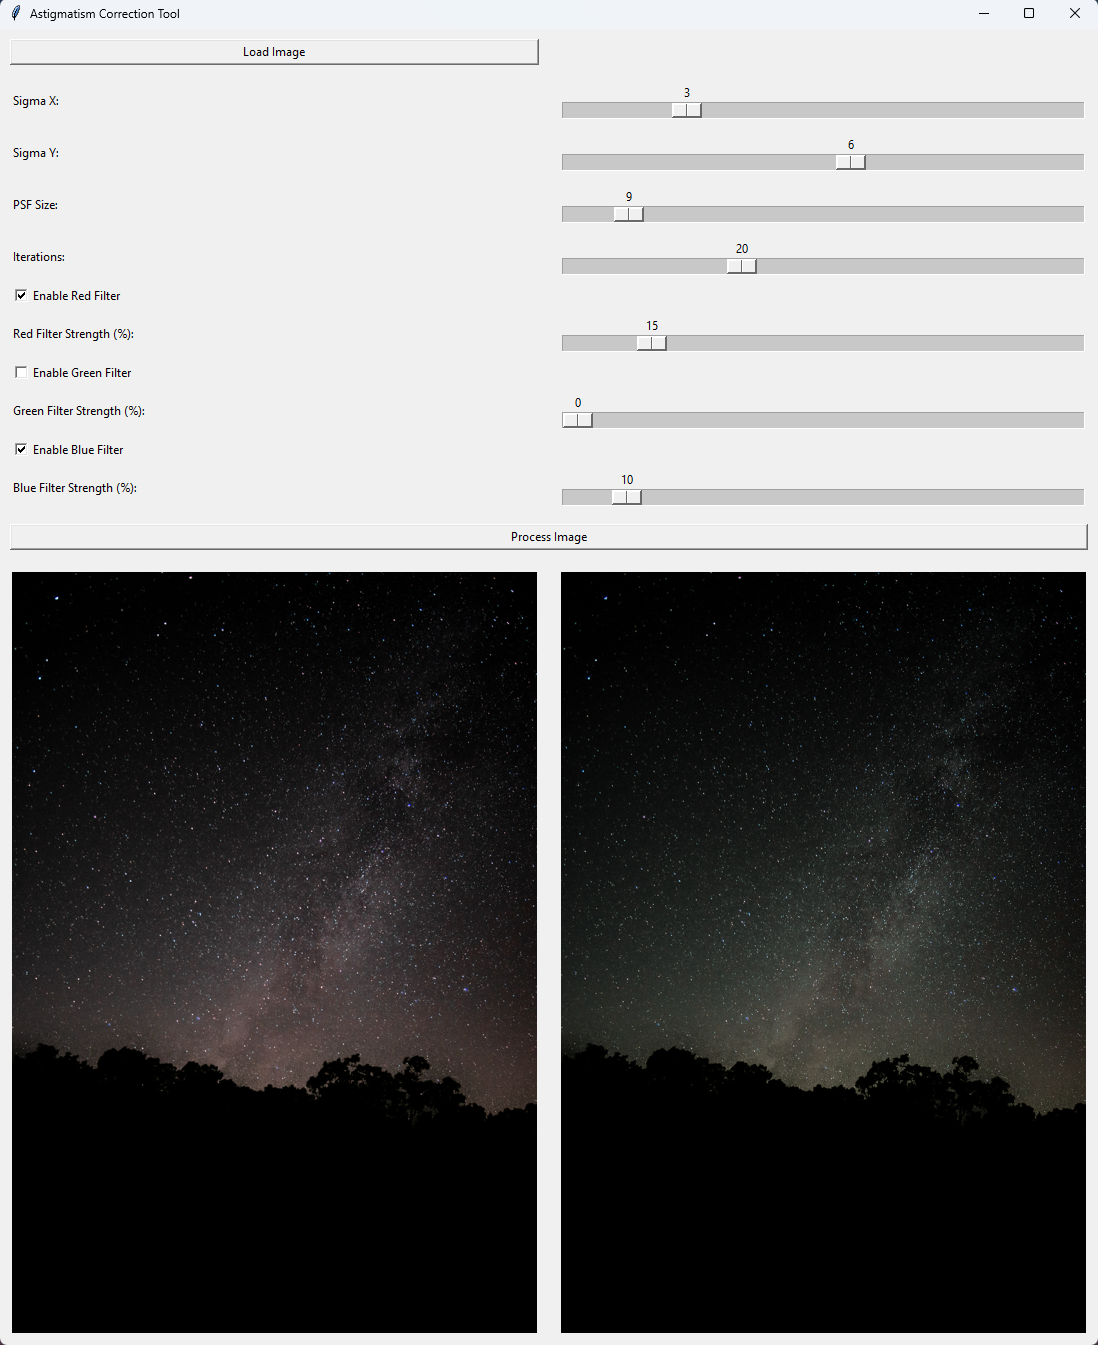 Astigmatism Correction Tool
Load Image
Sigma X:
3
Sigma Y:
6
PSF Size:
9
Iterations:
20
Enable Red Filter
Red Filter Strength (%):
15
Enable Green Filter
Green Filter Strength (%):
0
Enable Blue Filter
Blue Filter Strength (%):
10
Process Image